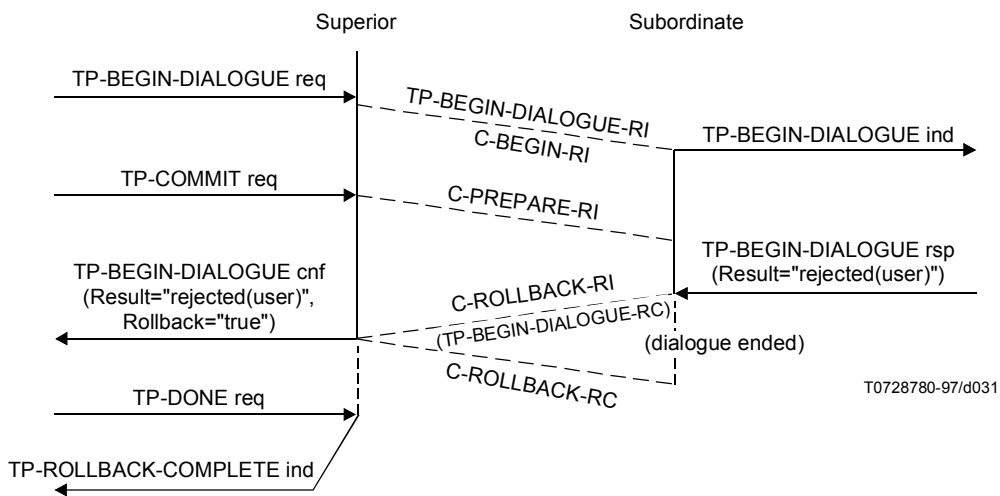 Superior
Subordinate
TP-BEGIN-DIALOGUE req
TP-BEGIN-DIALOGUE-RI
C-BEGIN-RI
TP-BEGIN-DIALOGUE ind
TP-COMMIT req
C-PREPARE-RI
TP-BEGIN-DIALOGUE cnf
(Result="rejected(user)",
Rollback="true")
TP-BEGIN-DIALOGUE rsp
(Result="rejected(user)")
C-ROLLBACK-RI
(TP-BEGIN-DIALOGUE-RC)
(dialogue ended)
C-ROLLBACK-RC
T0728780-97/d031
TP-DONE req
TP-ROLLBACK-COMPLETE ind